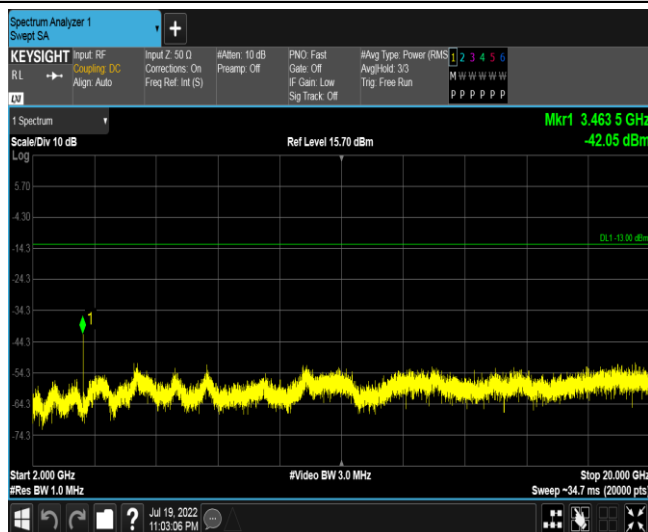 Spectrum Analyzer 1
Swept SA
+
KEYSIGHT
RL
LXI
Input: RF
Coupling: DC
Align: Auto
Input Z: 50 Ω
Corrections: On
Freq Ref: Int (S)
#Atten: 10 dB
Preamp: Off
PNO: Fast
Gate: Off
IF Gain: Low
Sig Track: Off
#Avg Type: Power (RMS
Avg|Hold: 3/3
Trig: Free Run
1 2 3 4 5 6
M W W W W W
P P P P P P
1 Spectrum
Mkr1 3.463 5 GHz
Scale/Div 10 dB
Ref Level 15.70 dBm
-42.05 dBm
Log
5.70
-4.30
DL1 -13.00 dBm
-14.3
-24.3
-34.3
1
-44.3
-54.3
-64.3
-74.3
Start 2.000 GHz
#Video BW 3.0 MHz
Stop 20.000 GHz
#Res BW 1.0 MHz
Sweep ~34.7 ms (20000 pts)
?
Jul 19, 2022
11:03:06 PM